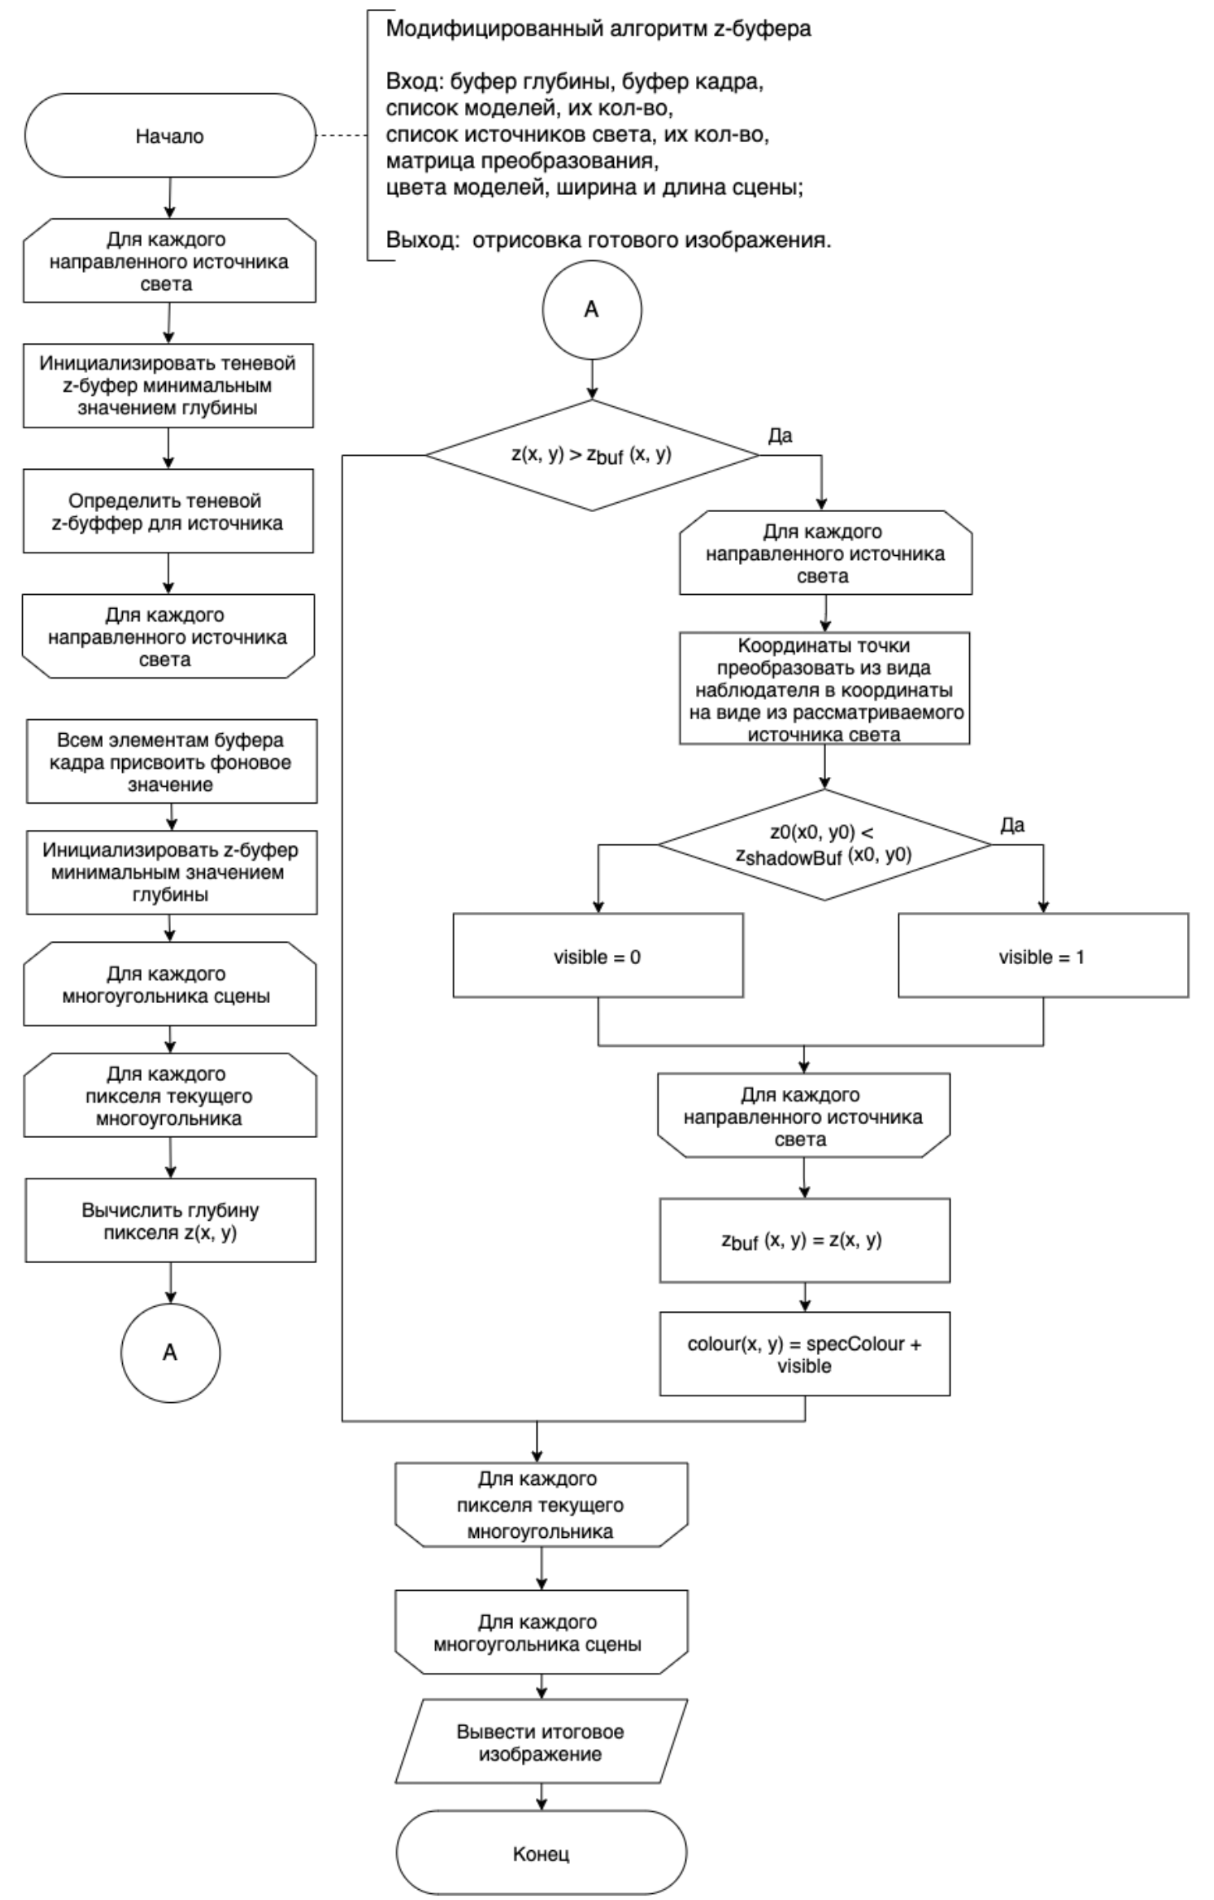 Модифицированный алгоритм z-буфера
Вход: буфер глубины, буфер кадра,
список моделей, их кол-во,
список источников света, их кол-во,
матрица преобразования,
цвета моделей, ширина и длина сцены;
Выход: отрисовка готового изображения.
Начало
Для каждого
направленного источника
света
Инициализировать теневой
z-буфер минимальным
значением глубины
Определить теневой
z-буффер для источника
Для каждого
направленного источника
света
Всем элементам буфера
кадра присвоить фоновое
значение
Инициализировать z-буфер
минимальным значением
глубины
Для каждого
многоугольника сцены
Для каждого
пикселя текущего
многоугольника
Вычислить глубину
пикселя z(x, y)
A
A
z(x, y) > zbuf (x, y)
Да
Для каждого
направленного источника
света
Координаты точки
преобразовать из вида
наблюдателя в координаты
на виде из рассматриваемого
источника света
z0(x0, y0) <
zshadowBuf (x0, y0)
Да
visible = 0
visible = 1
Для каждого
направленного источника
света
zbuf (x, y) = z(x, y)
colour(x, y) = specColour +
visible
Для каждого
пикселя текущего
многоугольника
Для каждого
многоугольника сцены
Вывести итоговое
изображение
Конец